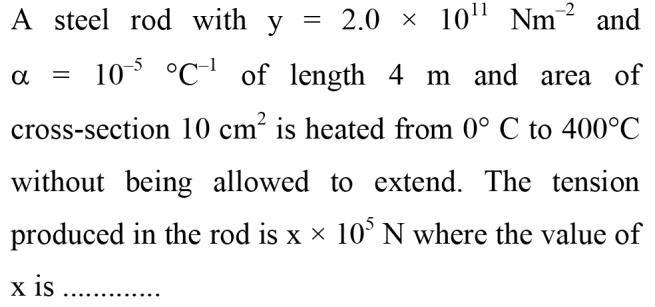 A steel rod with y = 2.0 × 10¹¹ Nm⁻² and
α = 10⁻⁵ °C⁻¹ of length 4 m and area of
cross-section 10 cm² is heated from 0° C to 400°C
without being allowed to extend. The tension
produced in the rod is x × 10⁵ N where the value of
x is .............